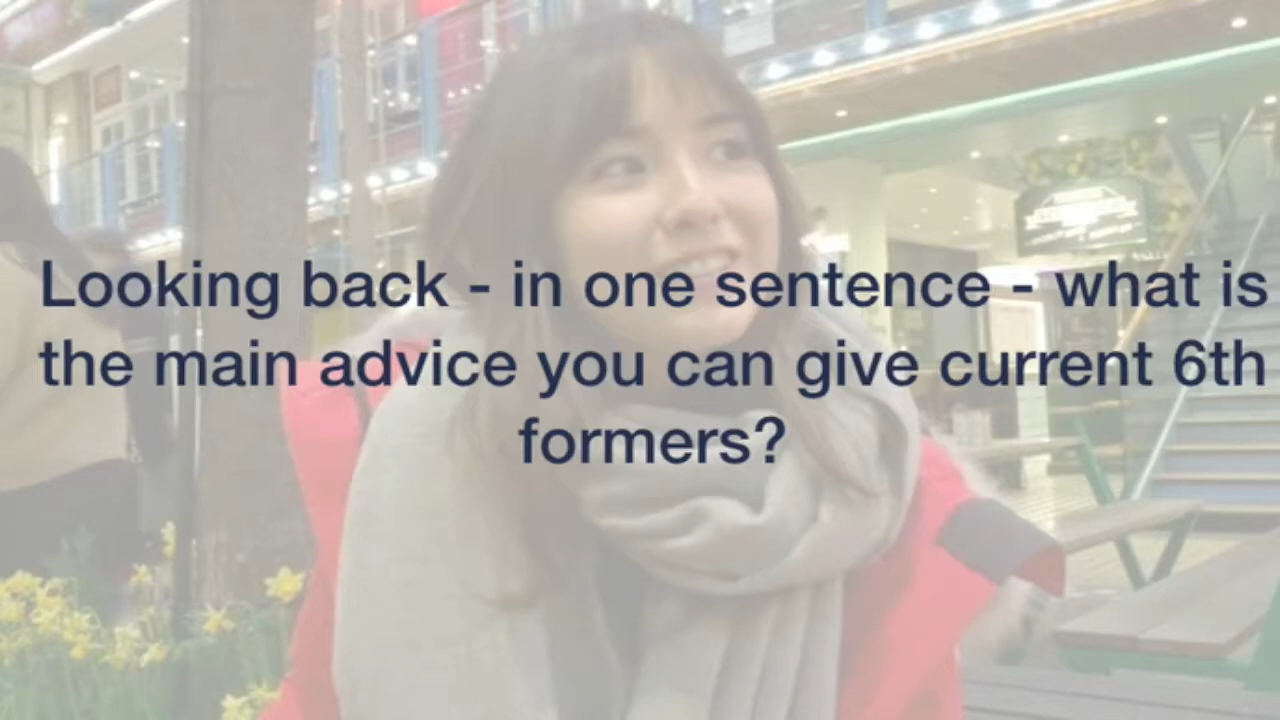 Looking back - in one sentence - what is
the main advice you can give current 6th
formers?